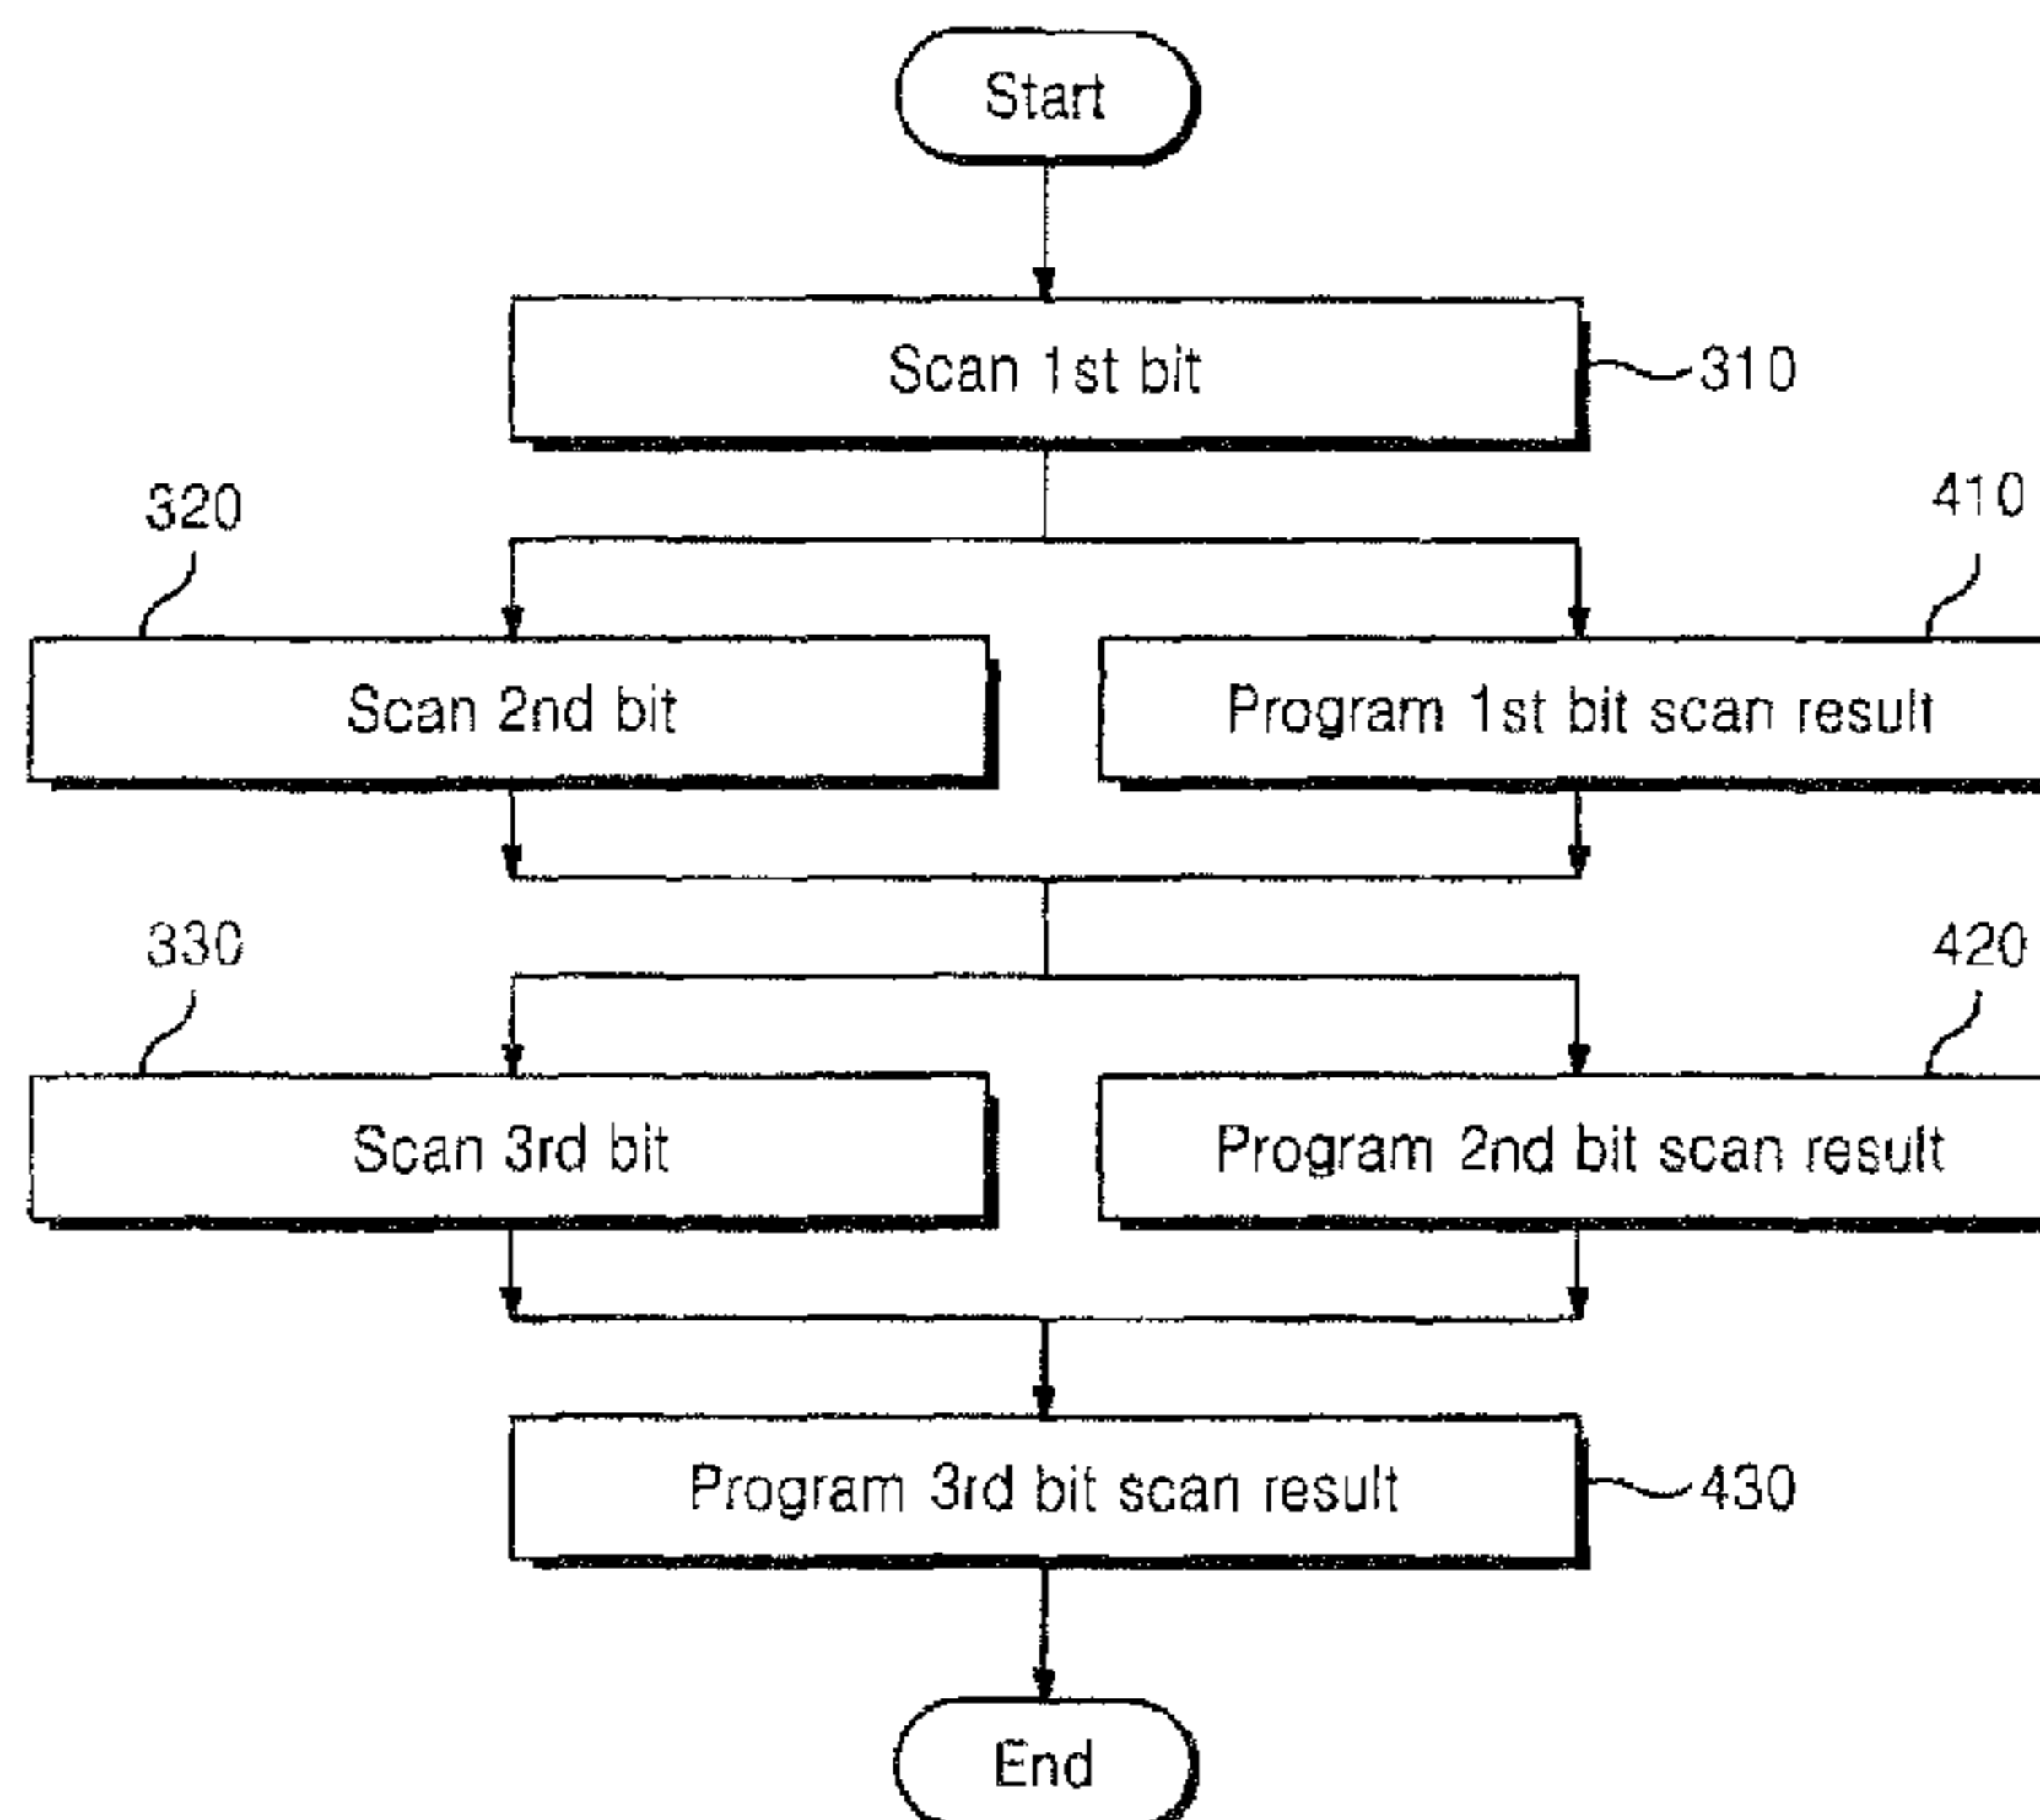 Start
Scan 1st bit
310
320
410
Scan 2nd bit
Program 1st bit scan result
330
420
Scan 3rd bit
Program 2nd bit scan result
Program 3rd bit scan result
430
End